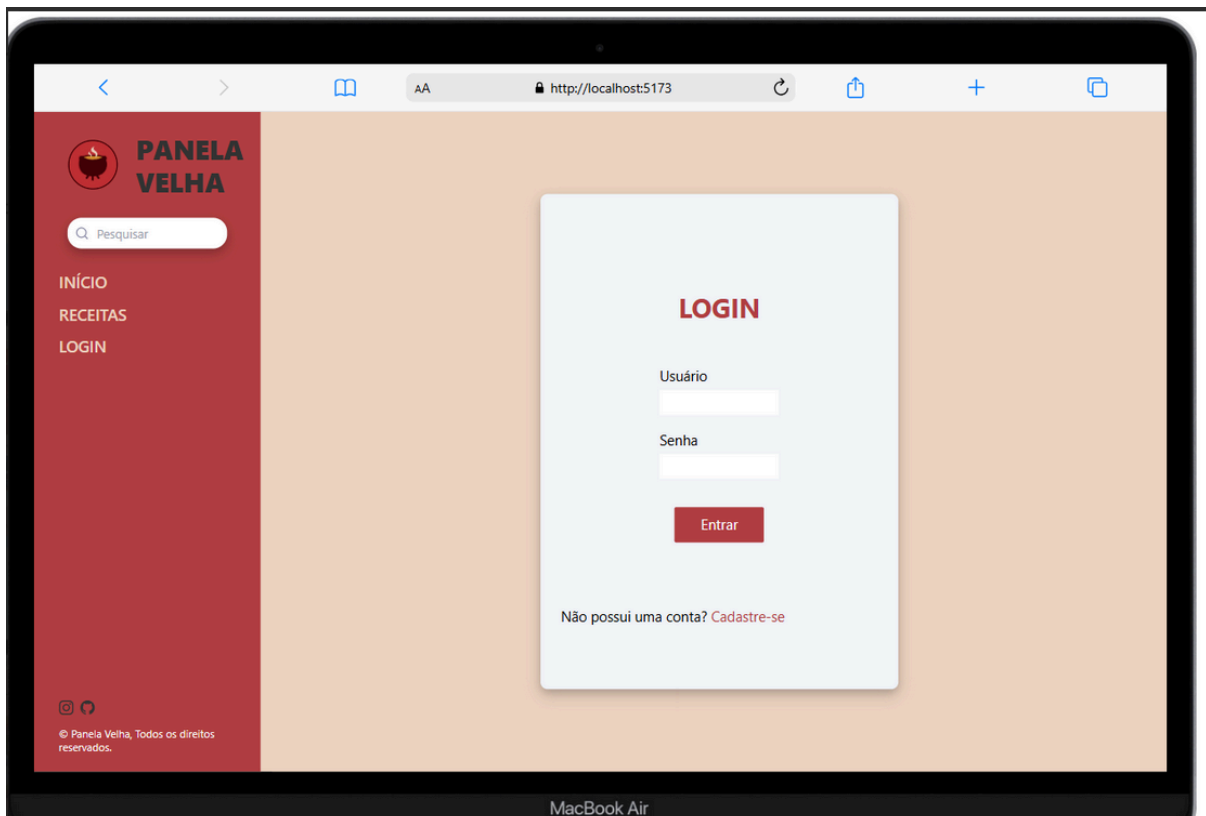 AA
http://localhost:5173
PANELA
VELHA
Pesquisar
INÍCIO
RECEITAS
LOGIN
LOGIN
Usuário
Senha
Entrar
Não possui uma conta? Cadastre-se
© Panela Velha, Todos os direitos
reservados.
MacBook Air